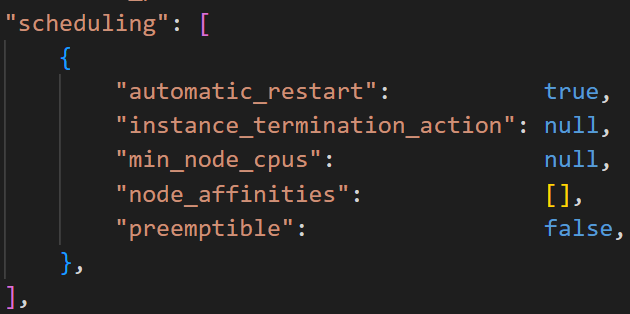 "scheduling": [
    {
        "automatic_restart":           true,
        "instance_termination_action": null,
        "min_node_cpus":               null,
        "node_affinities":             [],
        "preemptible":                 false,
    },
],